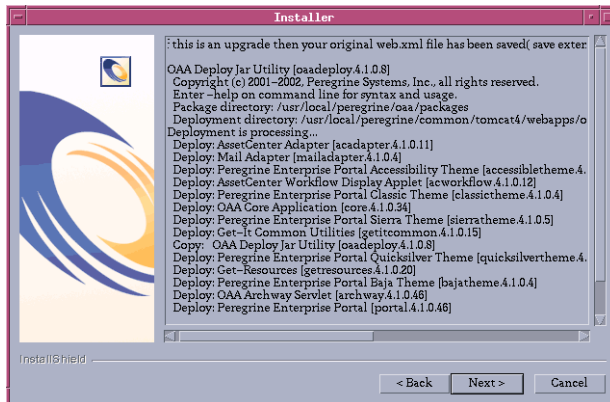 Installer
: this is an upgrade then your original web.xml file has been saved( save exter
OAA Deploy Jar Utility [oaadeploy.4.1.0.8]
Copyright (c) 2001–2002, Peregrine Systems, Inc., all rights reserved.
Enter –help on command line for syntax and usage.
Package directory: /usr/local/peregrine/oaa/packages
Deployment directory: /usr/local/peregrine/common/tomcat4/webapps/o
Deployment is processing...
Deploy: AssetCenter Adapter [acadapter.4.1.0.11]
Deploy: Mail Adapter [mailadapter.4.1.0.4]
Deploy: Peregrine Enterprise Portal Accessibility Theme [accessibletheme.4.
Deploy: AssetCenter Workflow Display Applet [acworkflow.4.1.0.12]
Deploy: Peregrine Enterprise Portal Classic Theme [classictheme.4.1.0.4]
Deploy: OAA Core Application [core.4.1.0.34]
Deploy: Peregrine Enterprise Portal Sierra Theme [sierratheme.4.1.0.5]
Deploy: Get–It Common Utilities [getitcommon.4.1.0.15]
Copy: OAA Deploy Jar Utility [oaadeploy.4.1.0.8]
Deploy: Peregrine Enterprise Portal Quicksilver Theme [quicksilvertheme.4.
Deploy: Get–Resources [getresources.4.1.0.20]
Deploy: Peregrine Enterprise Portal Baja Theme [bajatheme.4.1.0.4]
Deploy: OAA Archway Servlet [archway.4.1.0.46]
Deploy: Peregrine Enterprise Portal [portal.4.1.0.46]
InstallShield
< Back
Next >
Cancel